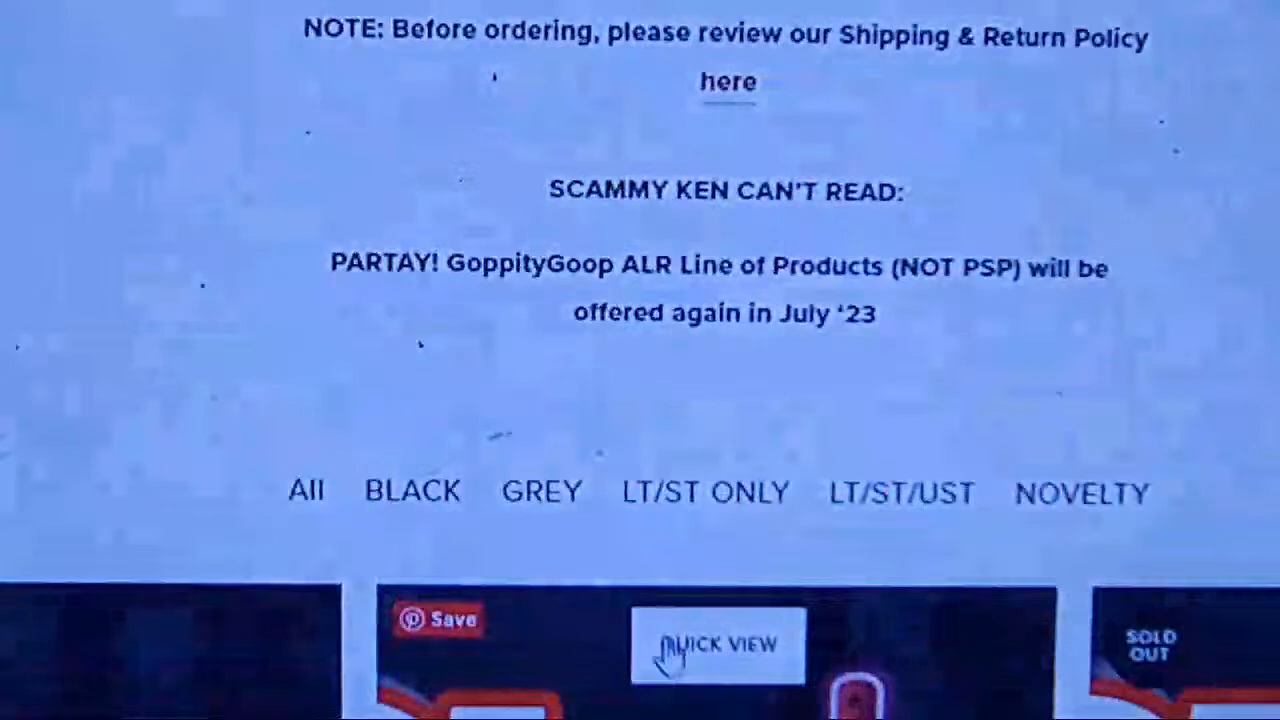 NOTE: Before ordering, please review our Shipping & Return Policy
here
SCAMMY KEN CAN'T READ:
PARTAY! GoppityGoop ALR Line of Products (NOT PSP) will be
offered again in July ‘23
All BLACK GREY LT/ST ONLY LT/ST/UST NOVELTY
Save
QUICK VIEW
SOLD
OUT